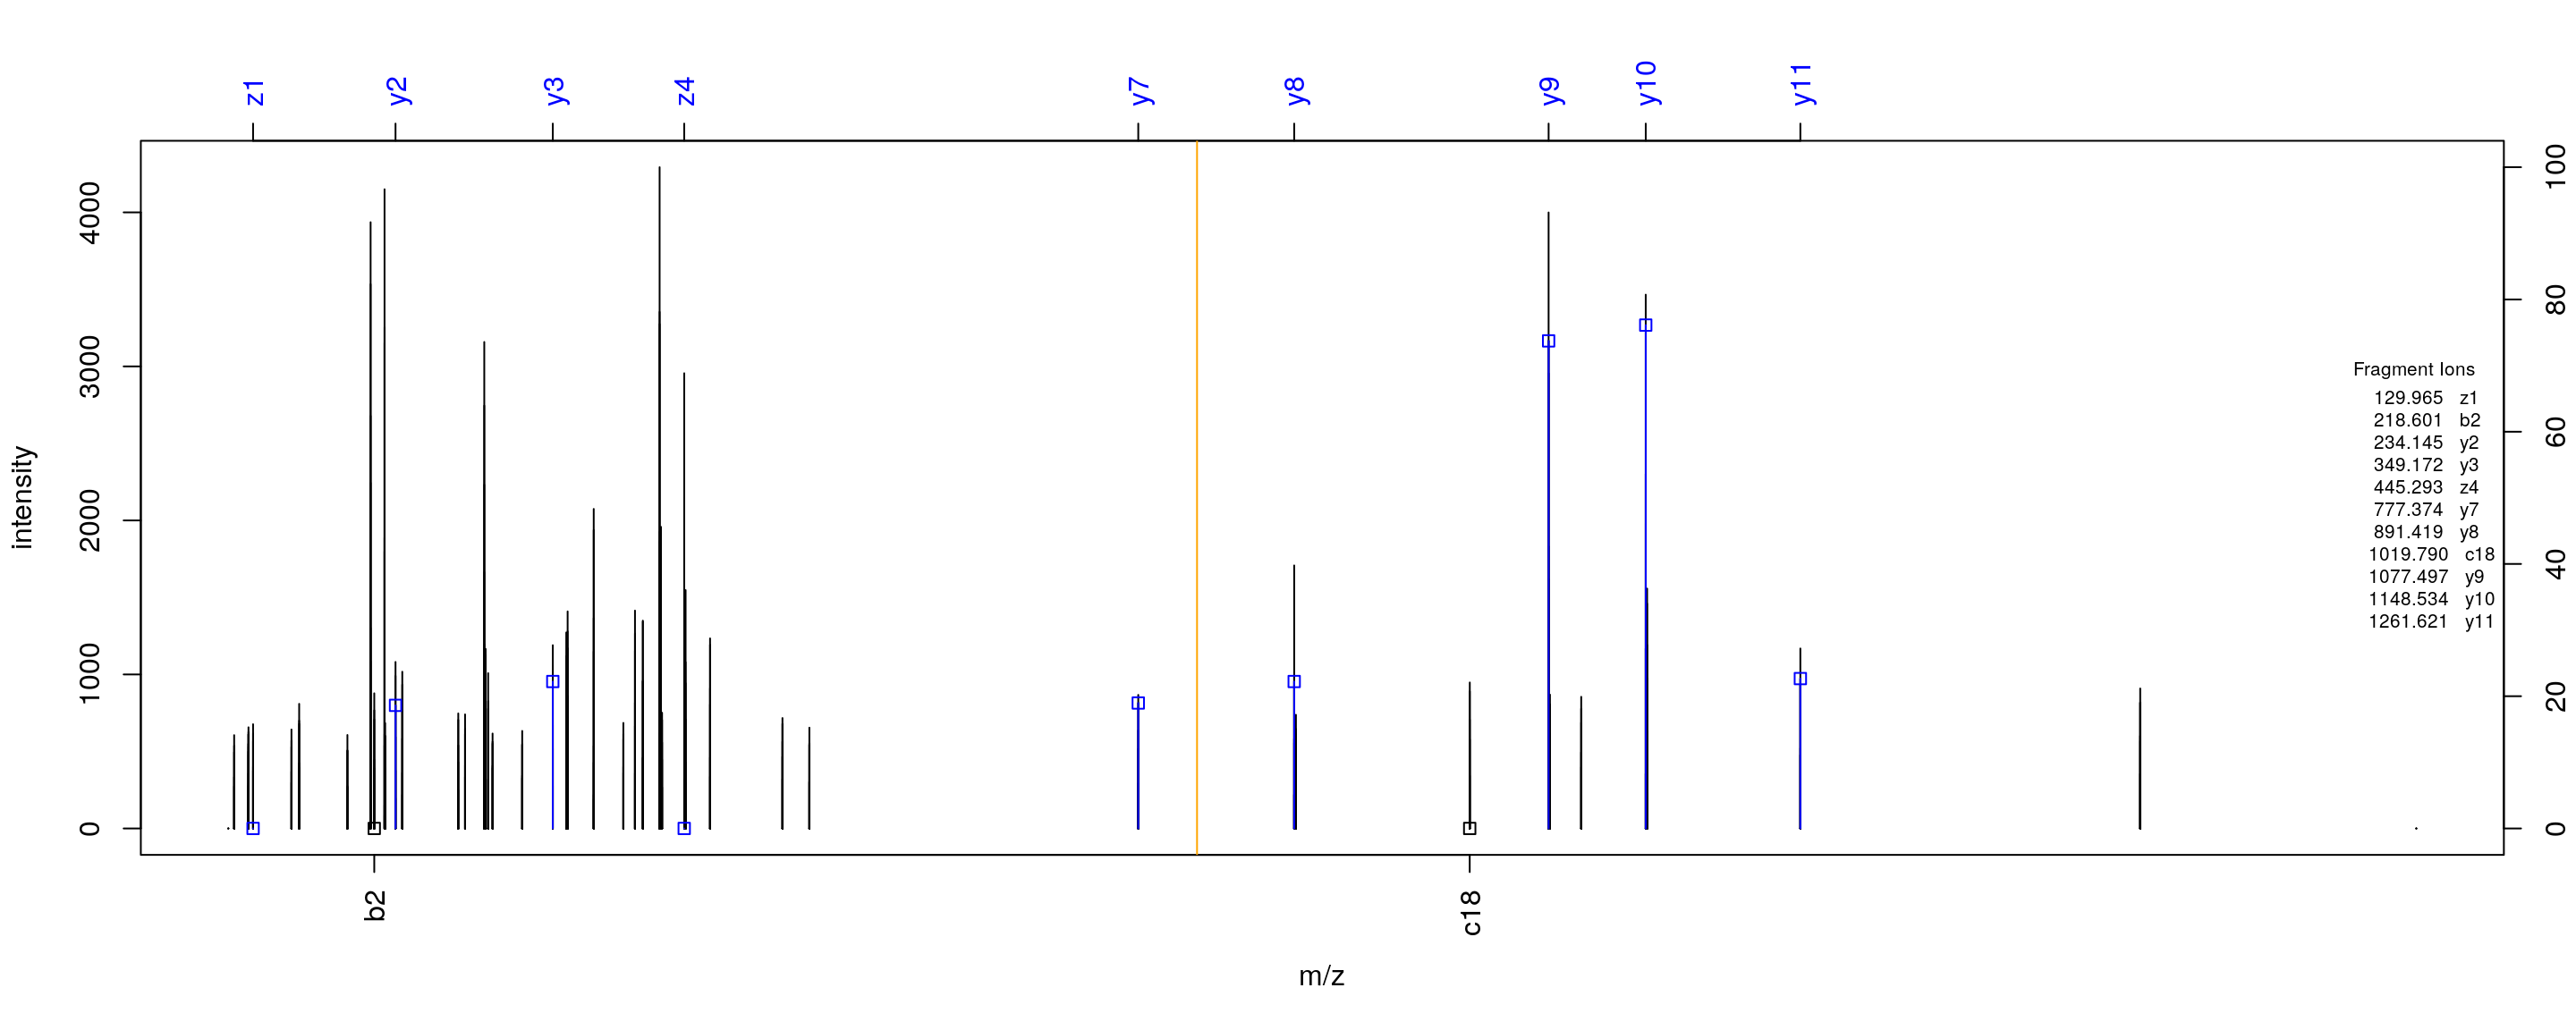 z1 y2 y3 z4 y7 y8 y9 y10 y11
4000
3000
2000
1000
0
intensity
100
80
60
40
20
0
Fragment Ions
129.965 z1
218.601 b2
234.145 y2
349.172 y3
445.293 z4
777.374 y7
891.419 y8
1019.790 c18
1077.497 y9
1148.534 y10
1261.621 y11
b2 c18
m/z